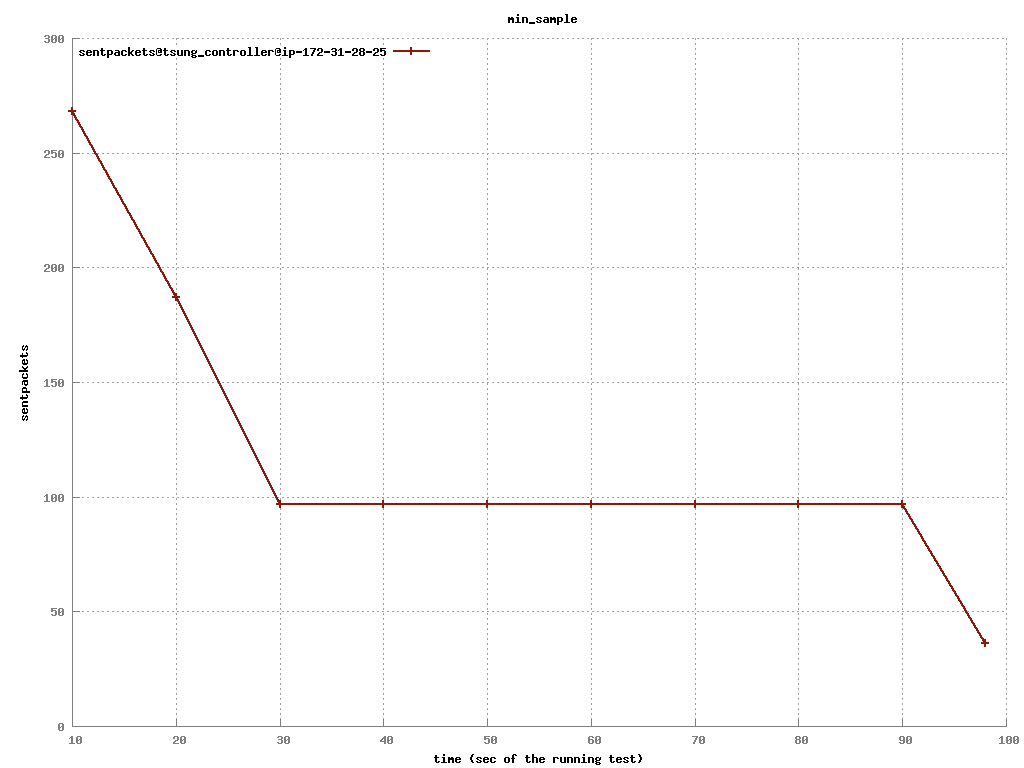 min_sample
300
sentpackets@tsung_controller@ip-172-31-28-25
250
200
150
100
50
0
sentpackets
10 20 30 40 50 60 70 80 90 100
time (sec of the running test)